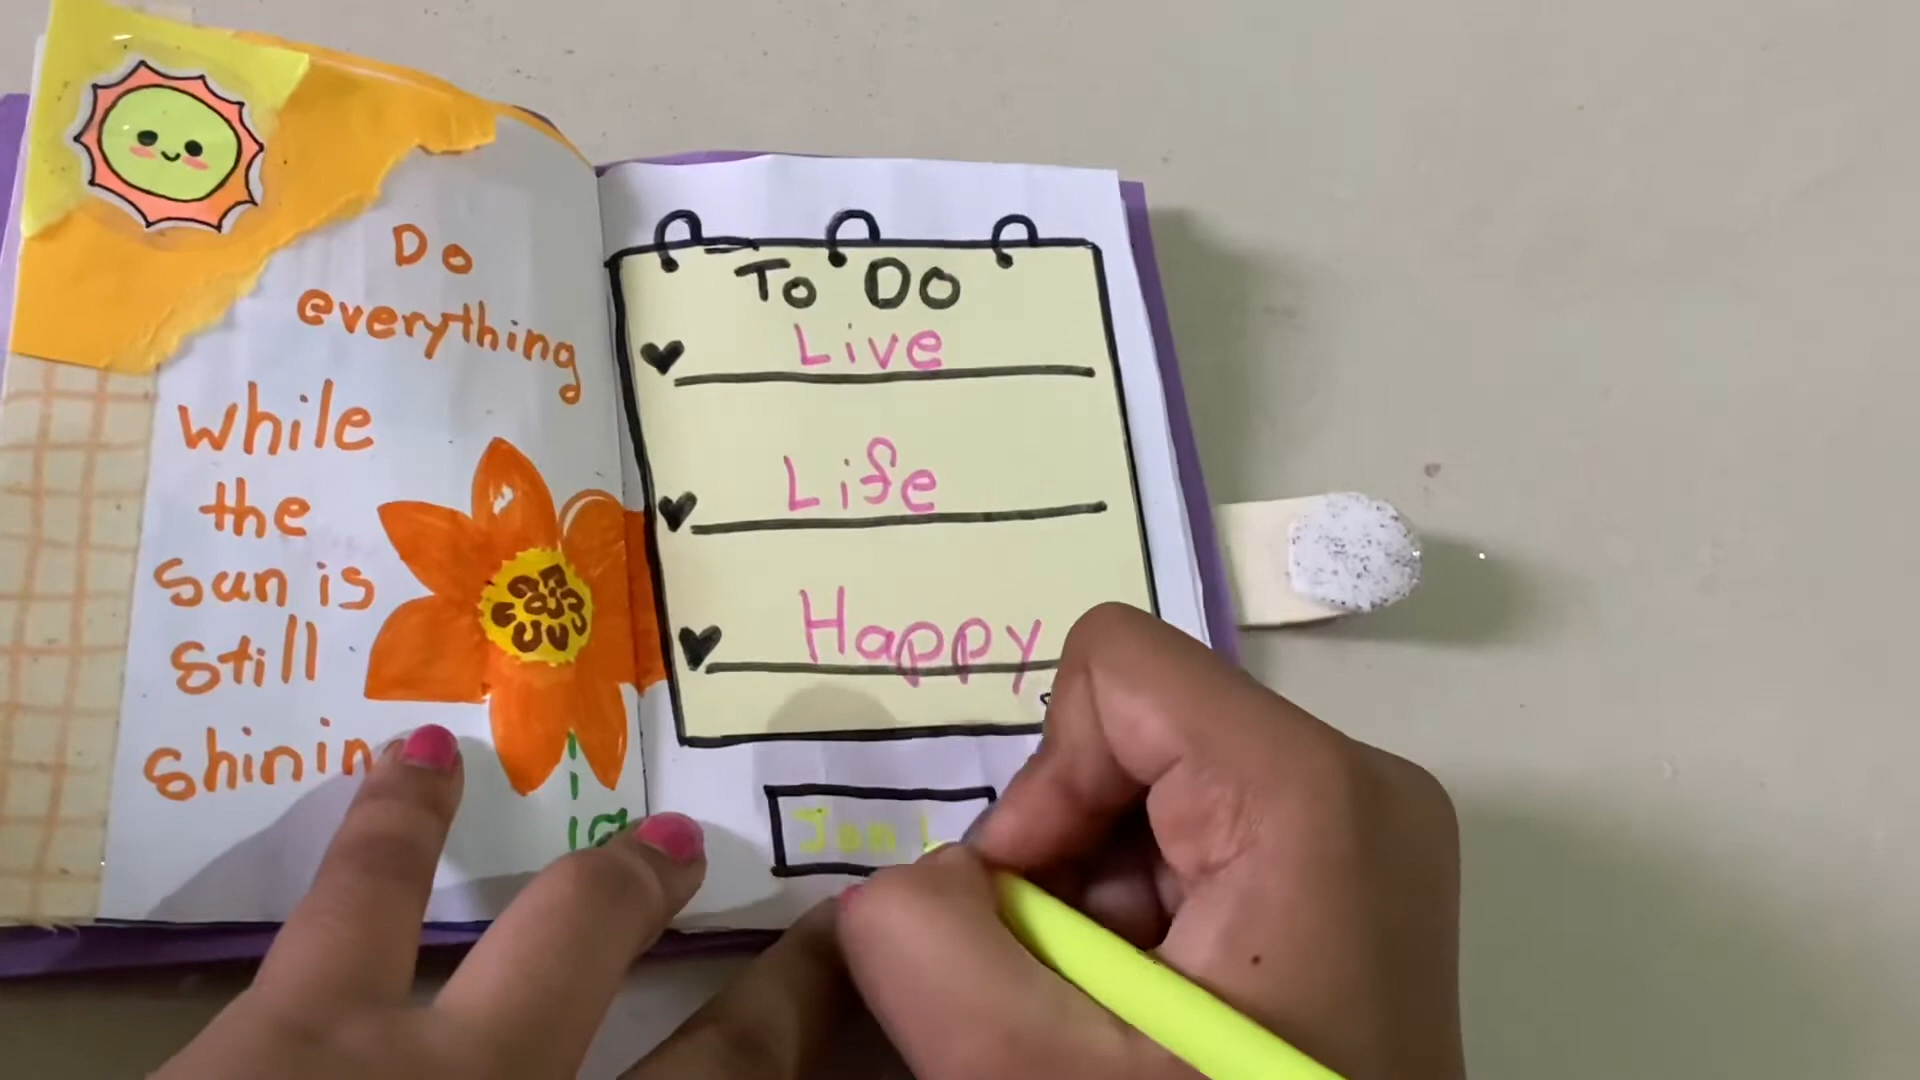 Do
everything
while
the
sun is
still
To Do
Live
Life
Happy